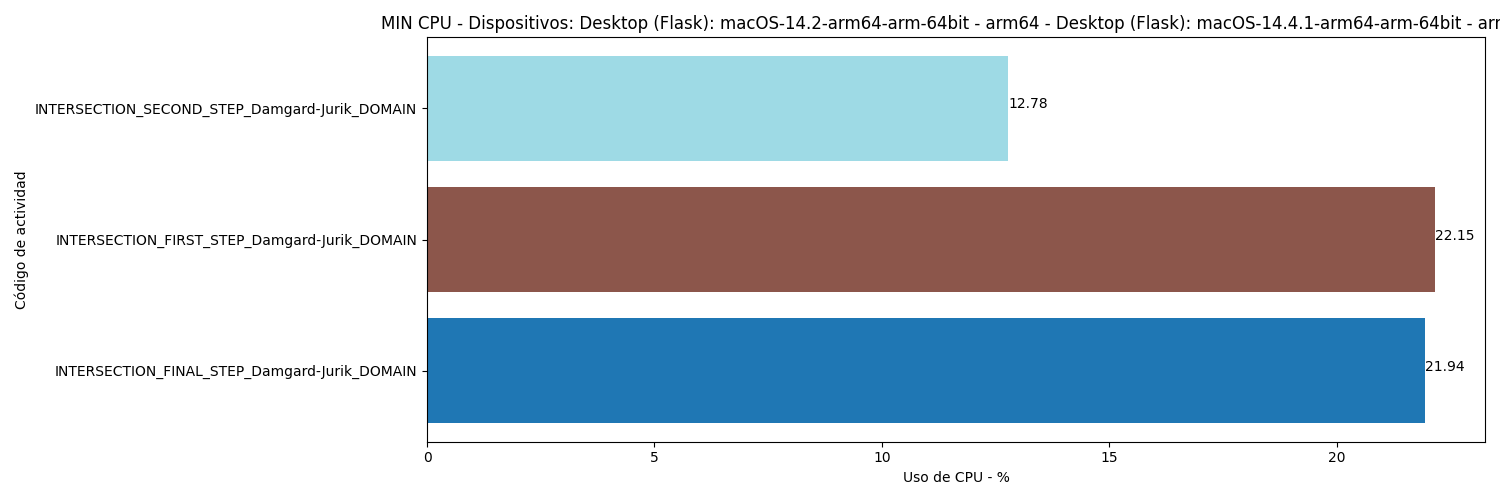 MIN CPU - Dispositivos: Desktop (Flask): macOS-14.2-arm64-arm-64bit - arm64 - Desktop (Flask): macOS-14.4.1-arm64-arm-64bit -
Código de actividad
INTERSECTION_SECOND_STEP_Damgard-Jurik_DOMAIN
12.78
INTERSECTION_FIRST_STEP_Damgard-Jurik_DOMAIN
22.15
INTERSECTION_FINAL_STEP_Damgard-Jurik_DOMAIN
21.94
0 5 10 15 20
Uso de CPU - %